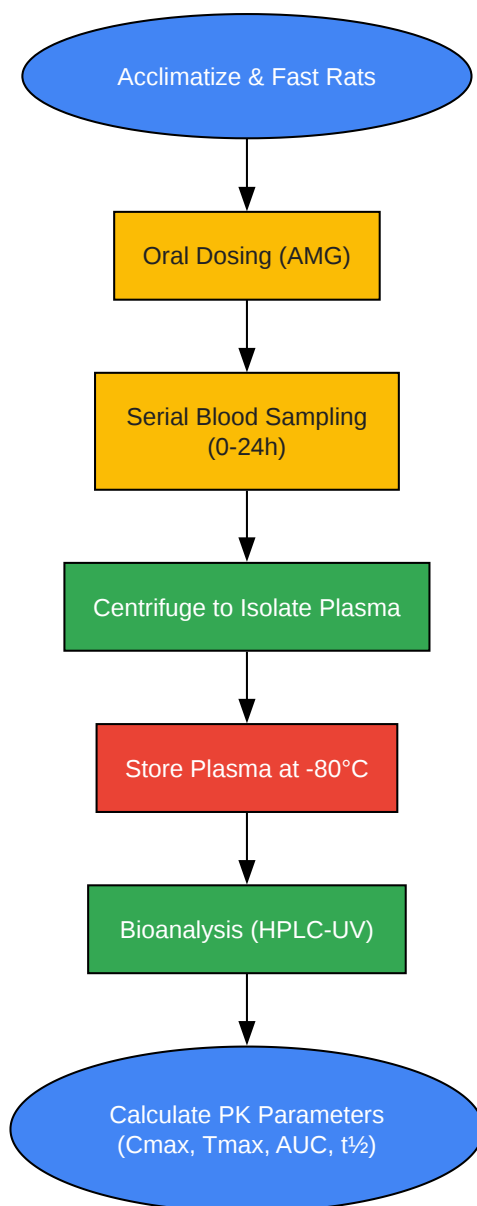 Acclimatize & Fast Rats
Oral Dosing (AMG)
Serial Blood Sampling
(0-24h)
Centrifuge to Isolate Plasma
Store Plasma at -80°C
Bioanalysis (HPLC-UV)
Calculate PK Parameters
(Cmax, Tmax, AUC, t½)